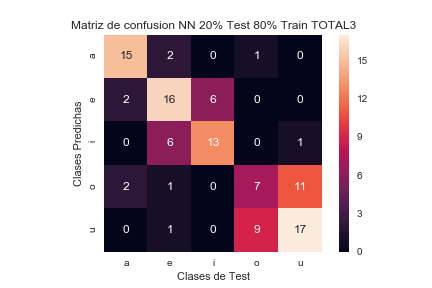 Matriz de confusion NN 20% Test 80% Train TOTAL3
Clases Predichas
a 15 2 0 1 0
e 2 16 6 0 0
i 0 6 13 0 1
o 2 1 0 7 11
u 0 1 0 9 17
a e i o u
Clases de Test
15
12
9
6
3
0